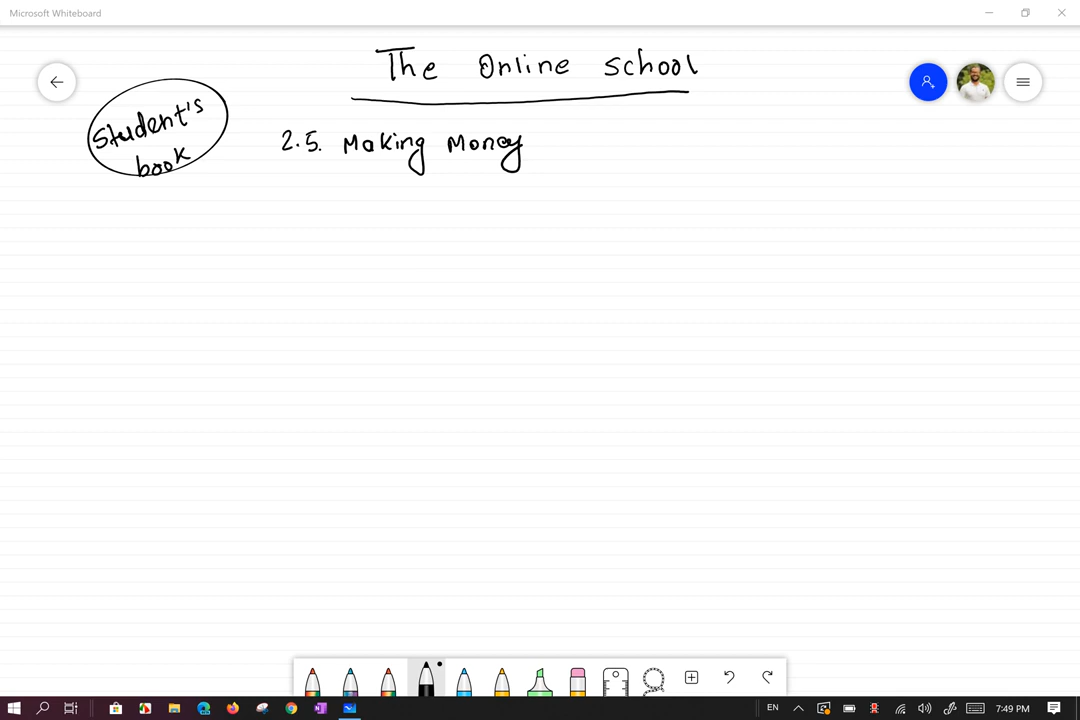 Microsoft Whiteboard
The Online school
Student's
book
2.5. Making Money
EN
7:49 PM